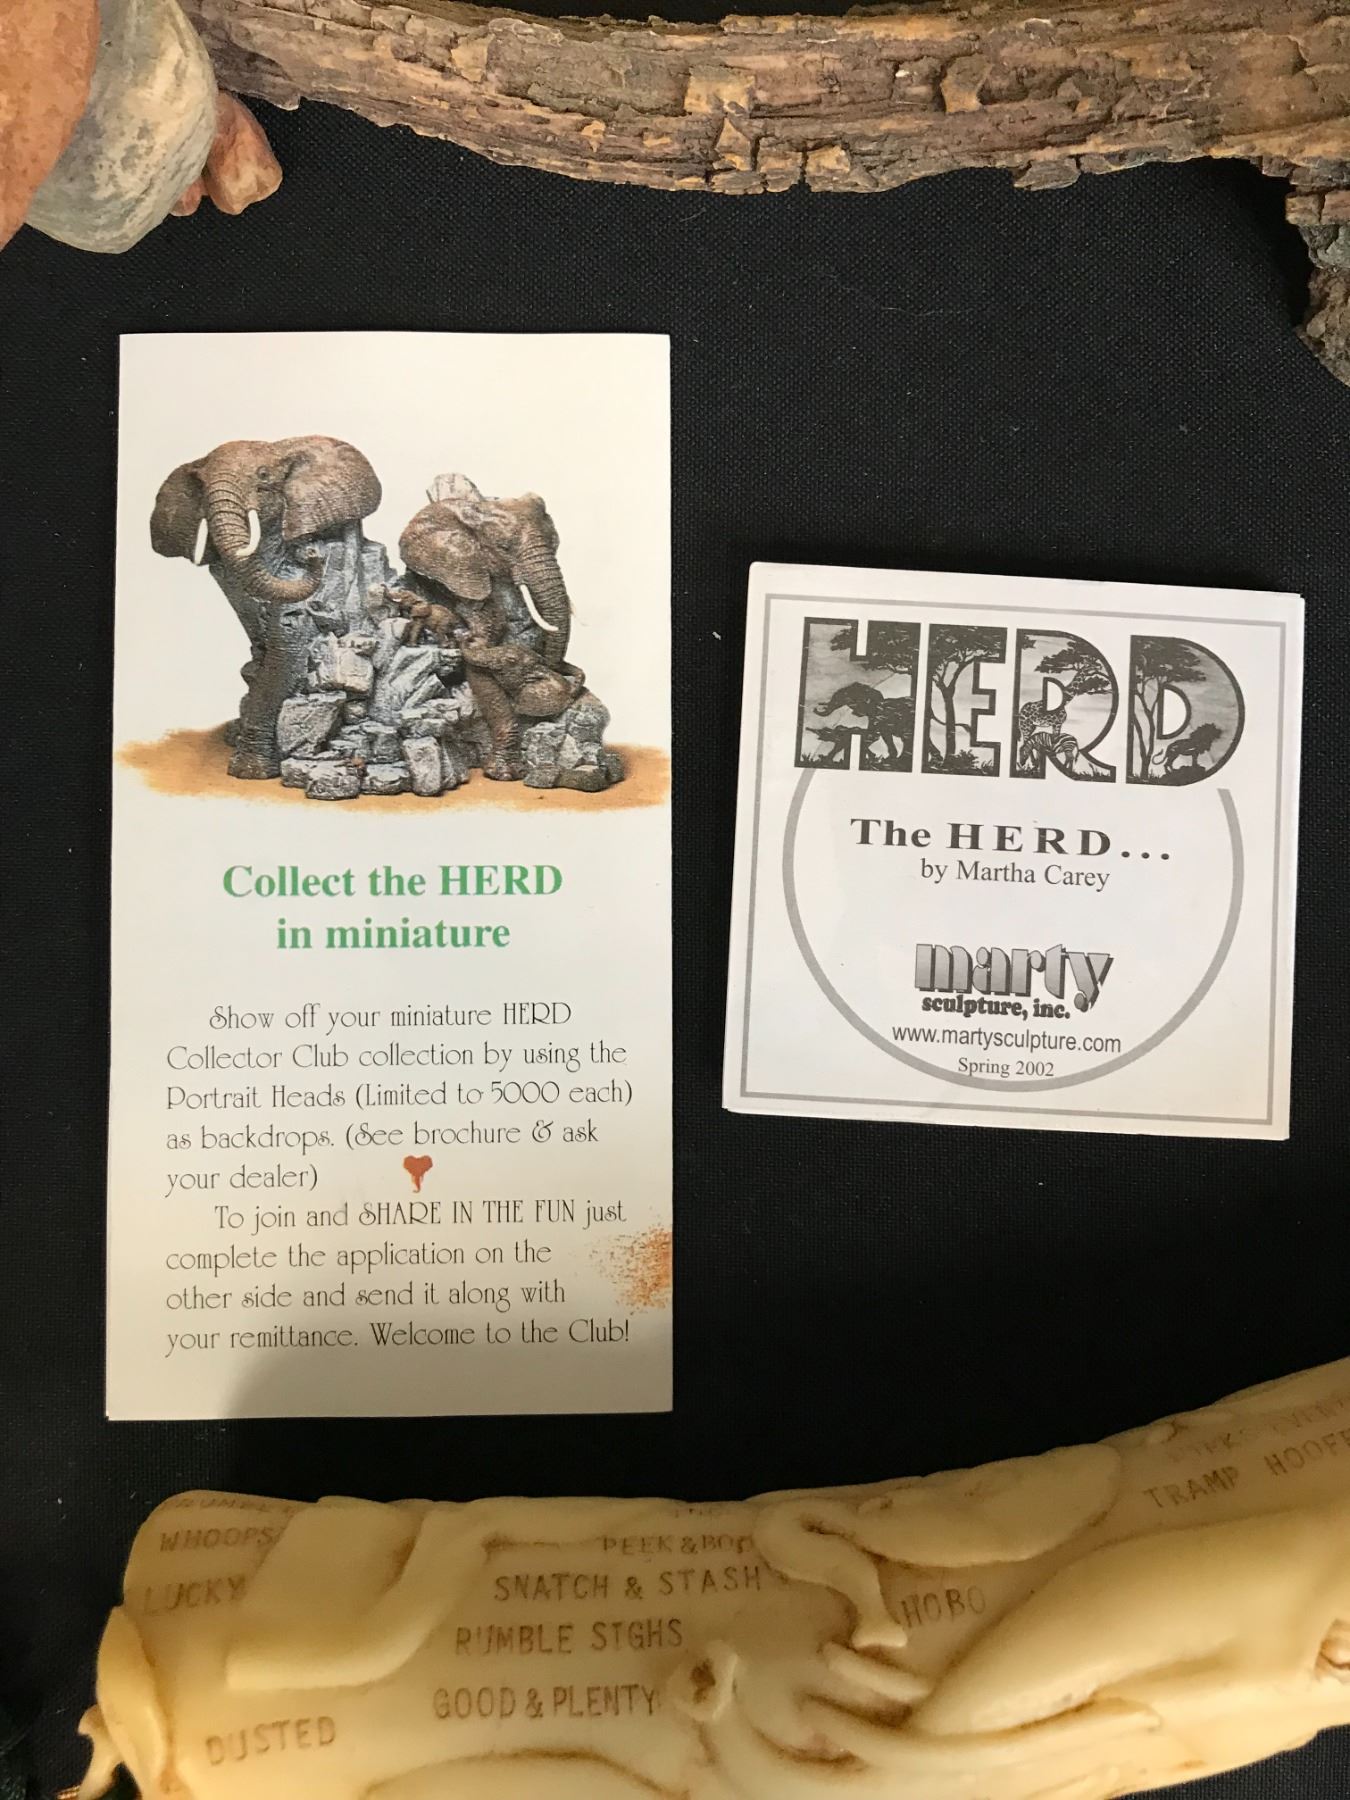 Collect the HERD
in miniature
Show off your miniature HERD
Collector Club collection by using the
Portrait Heads (Limited to 5000 each)
as backdrops. (See brochure & ask
your dealer)
To join and SHARE IN THE FUN just
complete the application on the
other side and send it along with
your remittance. Welcome to the Club!
HERD
The HERD...
by Martha Carey
marty
sculpture, inc.
www.martysculpture.com
Spring 2002
WHOOPS
LUCKY
DUSTED
PEEK & BOO
SNATCH & STASH
RUMBLE SIGHS
GOOD & PLENTY
HOBO
TRAMP